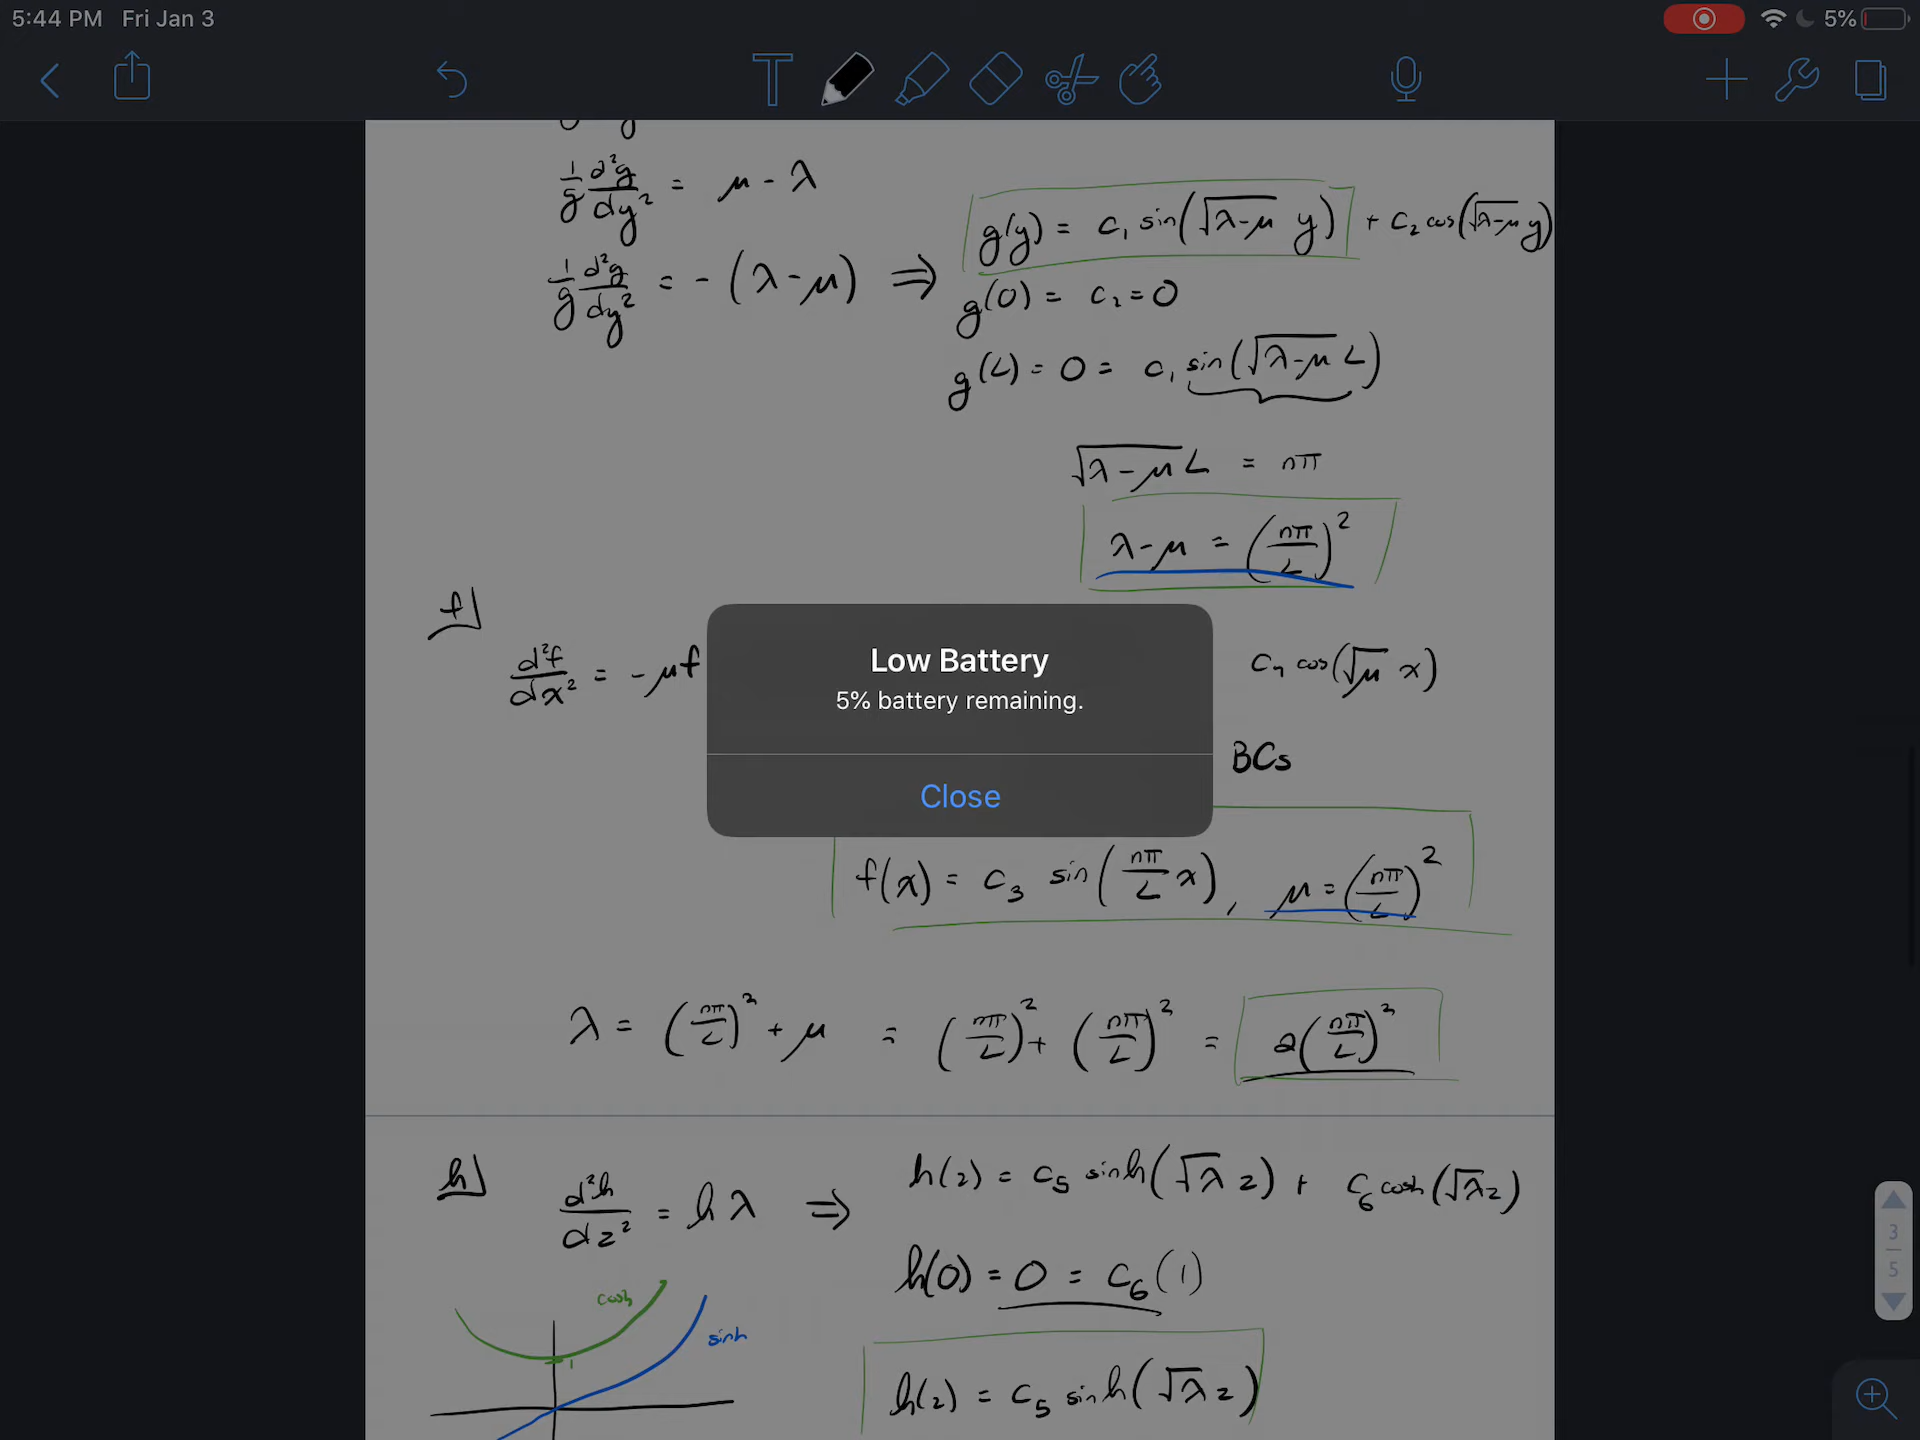 5:44 PM Fri Jan 3 5%
T
1/g d²g/dy² = μ - λ
g(y) = c₁ sin(√(λ-μ) y) + c₂ cos(√(λ-μ) y)
1/g d²g/dy² = - (λ-μ) ⇒
g(0) = c₂ = 0
g(L) = 0 = c₁ sin(√(λ-μ) L)
√(λ-μ) L = nπ
λ-μ = (nπ/L)²
f
d²f/dx² = -μf
cos(√μ x)
Low Battery
5% battery remaining.
Close
BCs
f(x) = c₃ sin(nπ/L x), μ = (nπ/L)²
λ = (nπ/L)² + μ = (nπ/L)² + (nπ/L)² = 2(nπ/L)²
h
d²h/dz² = hλ ⇒ h(z) = c₅ sinh(√λ z) + c₆ cosh(√λ z)
h(0) = 0 = c₆(1)
cosh
sinh
1
h(z) = c₅ sinh(√λ z)
3
5